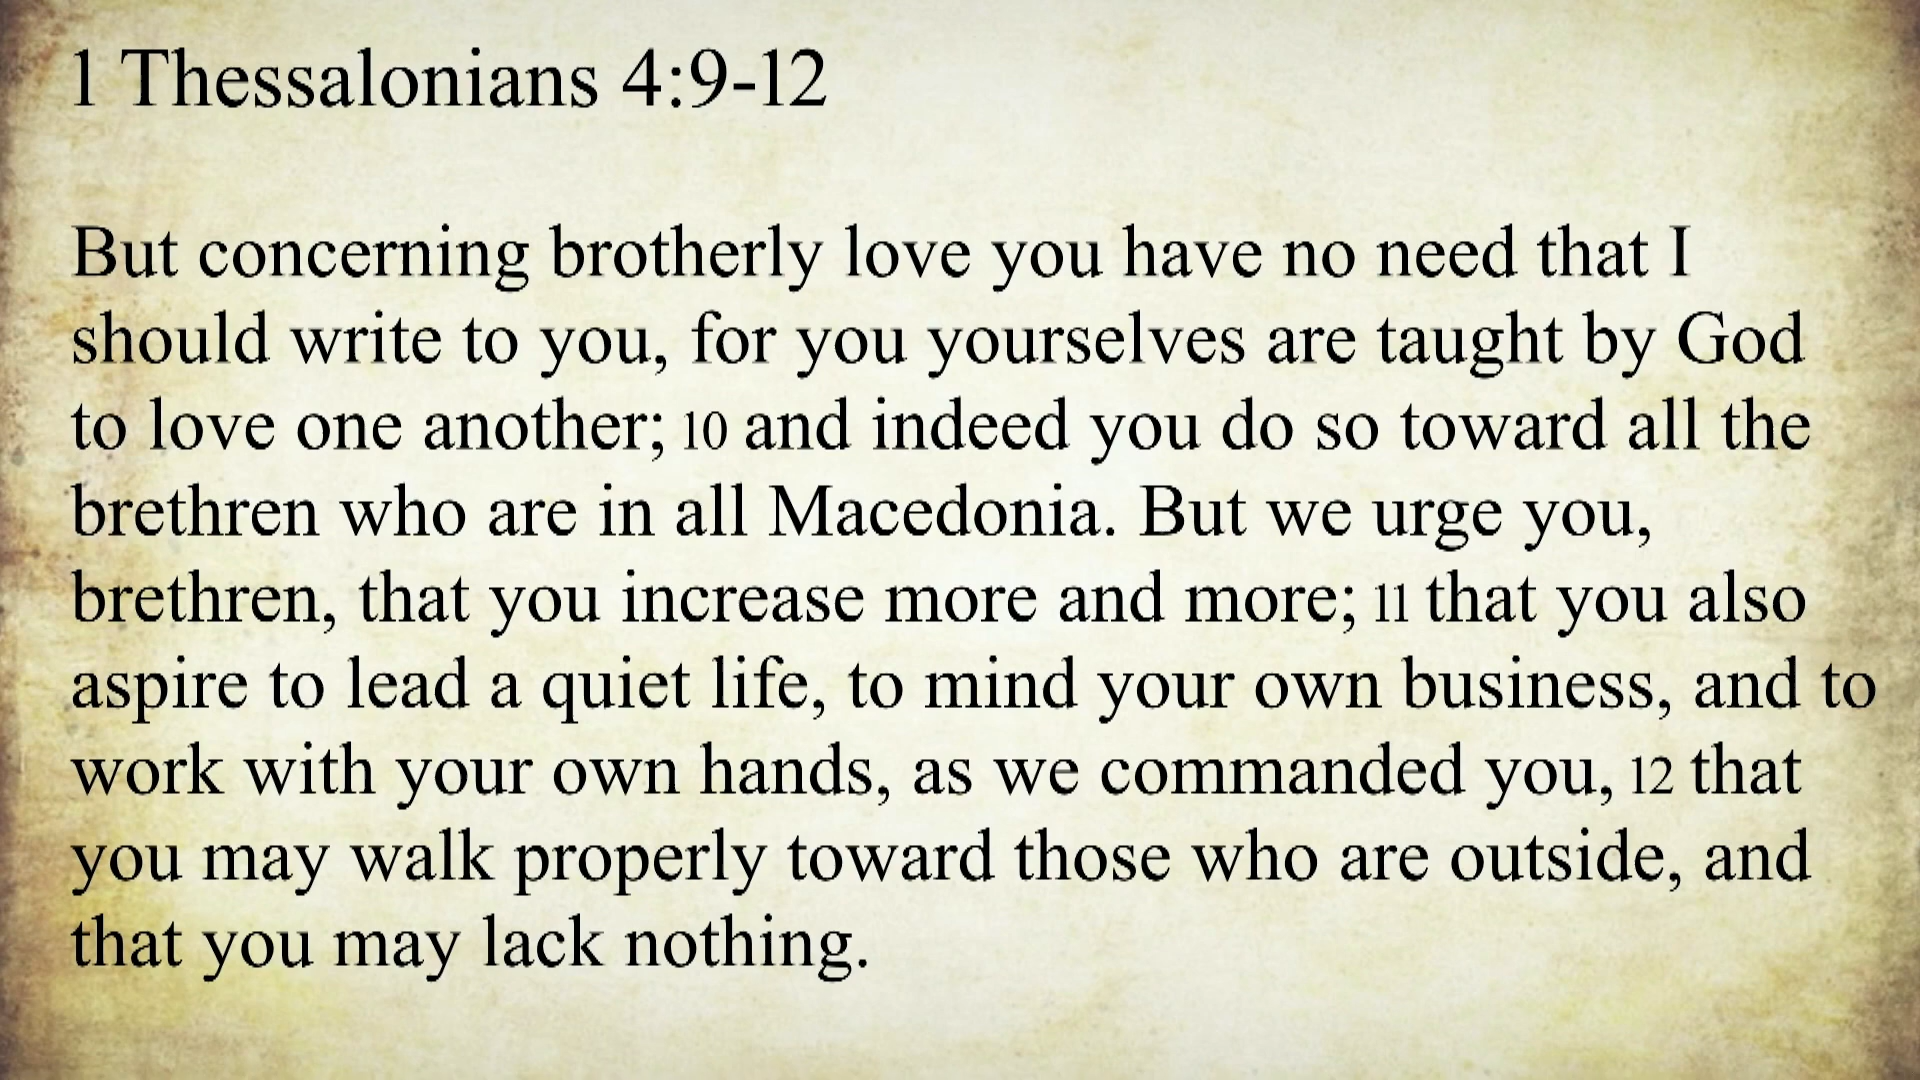 1 Thessalonians 4:9-12
But concerning brotherly love you have no need that I
should write to you, for you yourselves are taught by God
to love one another; 10 and indeed you do so toward all the
brethren who are in all Macedonia. But we urge you,
brethren, that you increase more and more; 11 that you also
aspire to lead a quiet life, to mind your own business, and to
work with your own hands, as we commanded you, 12 that
you may walk properly toward those who are outside, and
that you may lack nothing.